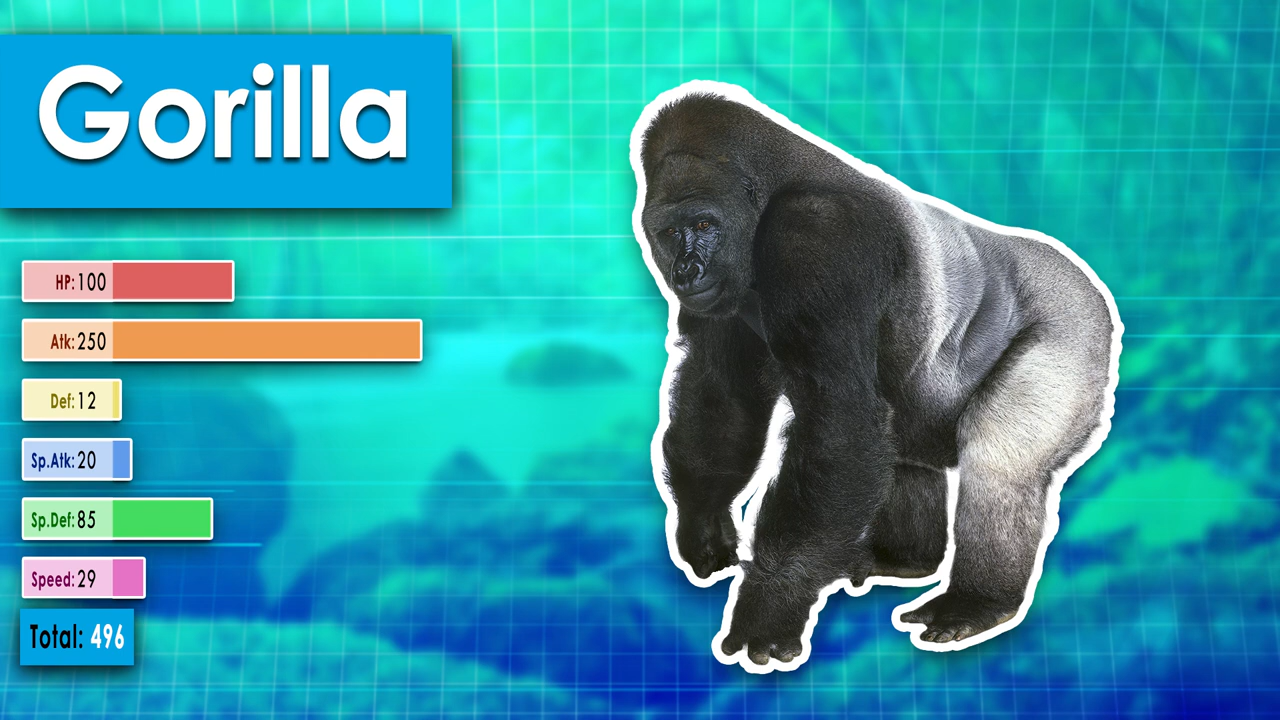 Gorilla
HP: 100
Atk: 250
Def: 12
Sp.Atk: 20
Sp.Def: 85
Speed: 29
Total: 496